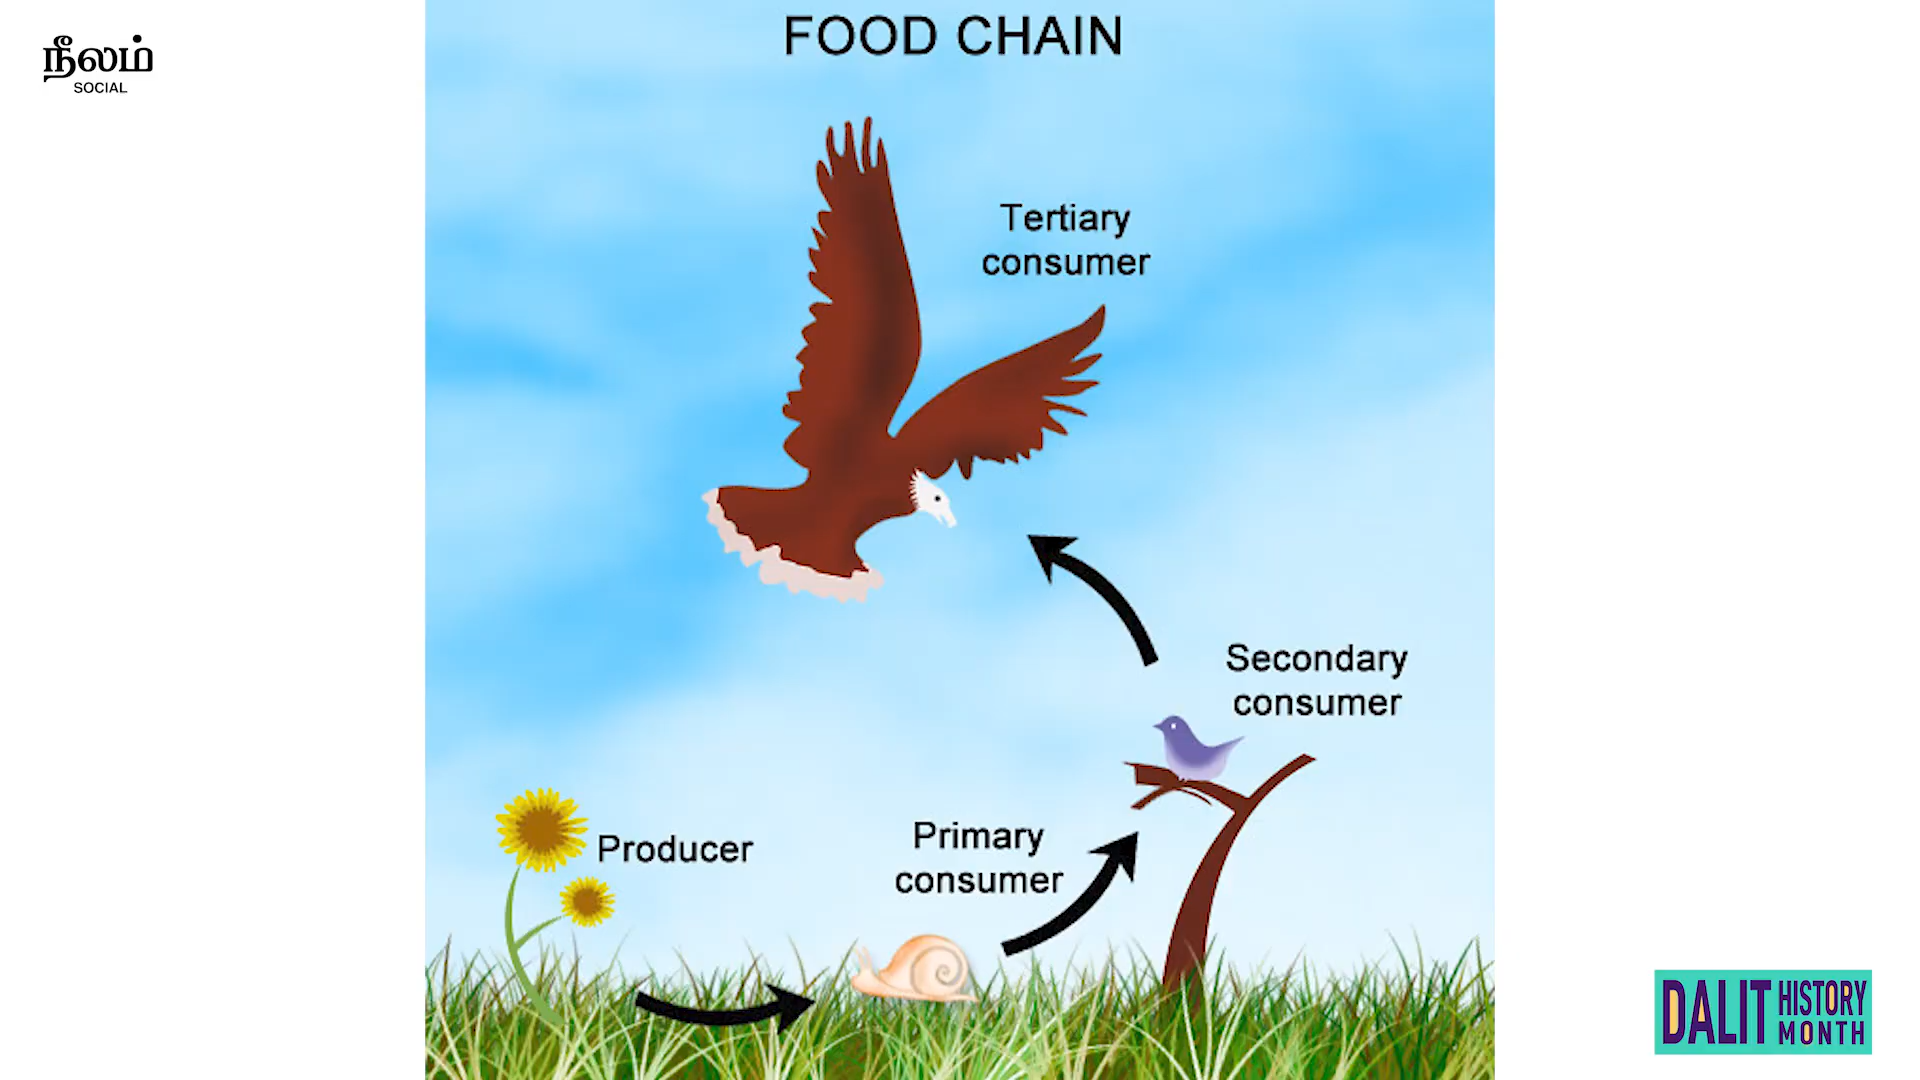 நீலம்
SOCIAL
FOOD CHAIN
Tertiary
consumer
Secondary
consumer
Producer
Primary
consumer
DALIT HISTORY
MONTH